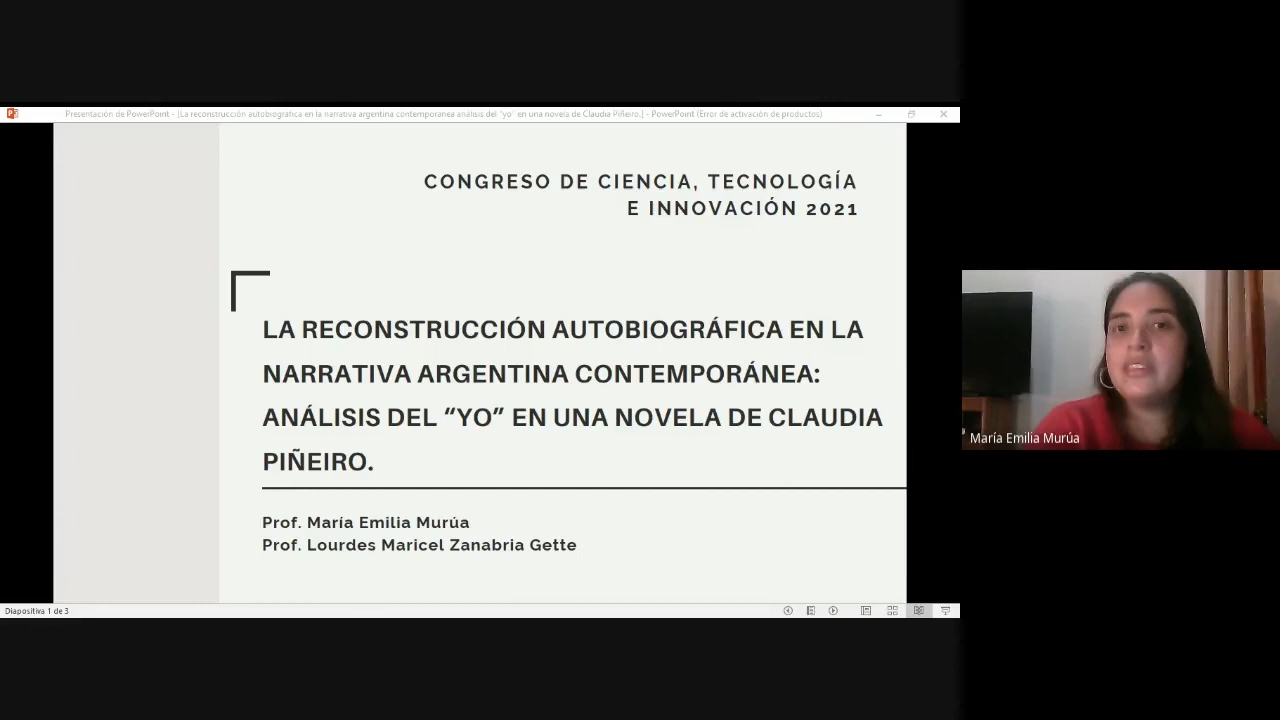 Presentación de PowerPoint - [La reconstrucción autobiográfica en la narrativa argentina contemporanea análisis del "yo" en una novela de Claudia Piñeiro.] - PowerPoint (Error de activación de productos)
CONGRESO DE CIENCIA, TECNOLOGÍA
E INNOVACIÓN 2021
LA RECONSTRUCCIÓN AUTOBIOGRÁFICA EN LA
NARRATIVA ARGENTINA CONTEMPORÁNEA:
ANÁLISIS DEL “YO” EN UNA NOVELA DE CLAUDIA
PIÑEIRO.
Prof. María Emilia Murúa
Prof. Lourdes Maricel Zanabria Gette
María Emilia Murúa
Diapositiva 1 de 3